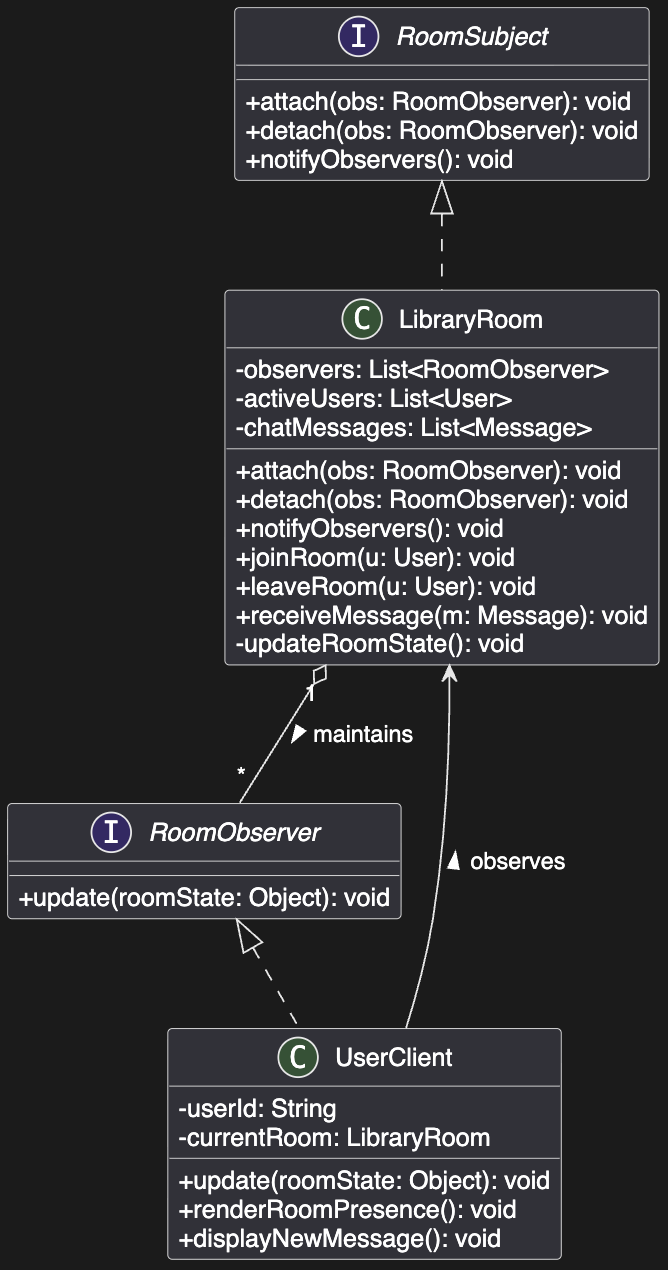 I RoomSubject
+attach(obs: RoomObserver): void
+detach(obs: RoomObserver): void
+notifyObservers(): void
C LibraryRoom
-observers: List<RoomObserver>
-activeUsers: List<User>
-chatMessages: List<Message>
+attach(obs: RoomObserver): void
+detach(obs: RoomObserver): void
+notifyObservers(): void
+joinRoom(u: User): void
+leaveRoom(u: User): void
+receiveMessage(m: Message): void
-updateRoomState(): void
1
maintains
*
I RoomObserver
+update(roomState: Object): void
observes
C UserClient
-userId: String
-currentRoom: LibraryRoom
+update(roomState: Object): void
+renderRoomPresence(): void
+displayNewMessage(): void